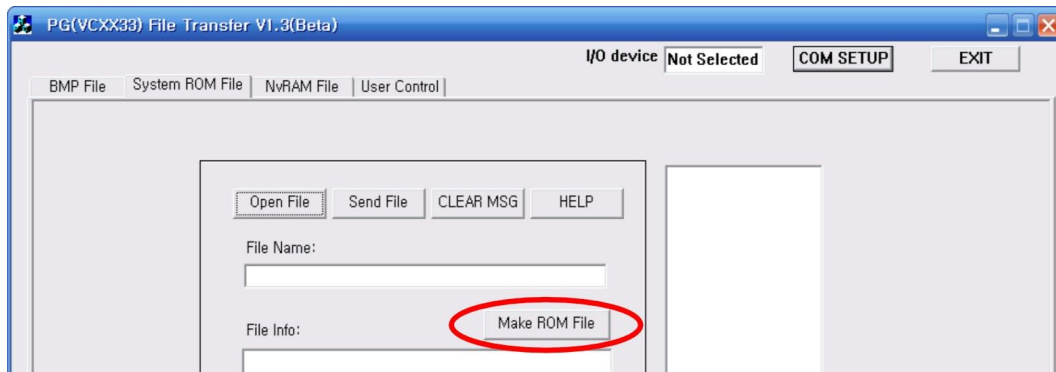 PG(VCXX33) File Transfer V1.3(Beta)
I/O device Not Selected COM SETUP EXIT
BMP File System ROM File NvRAM File User Control
Open File Send File CLEAR MSG HELP
File Name:
Make ROM File
File Info: